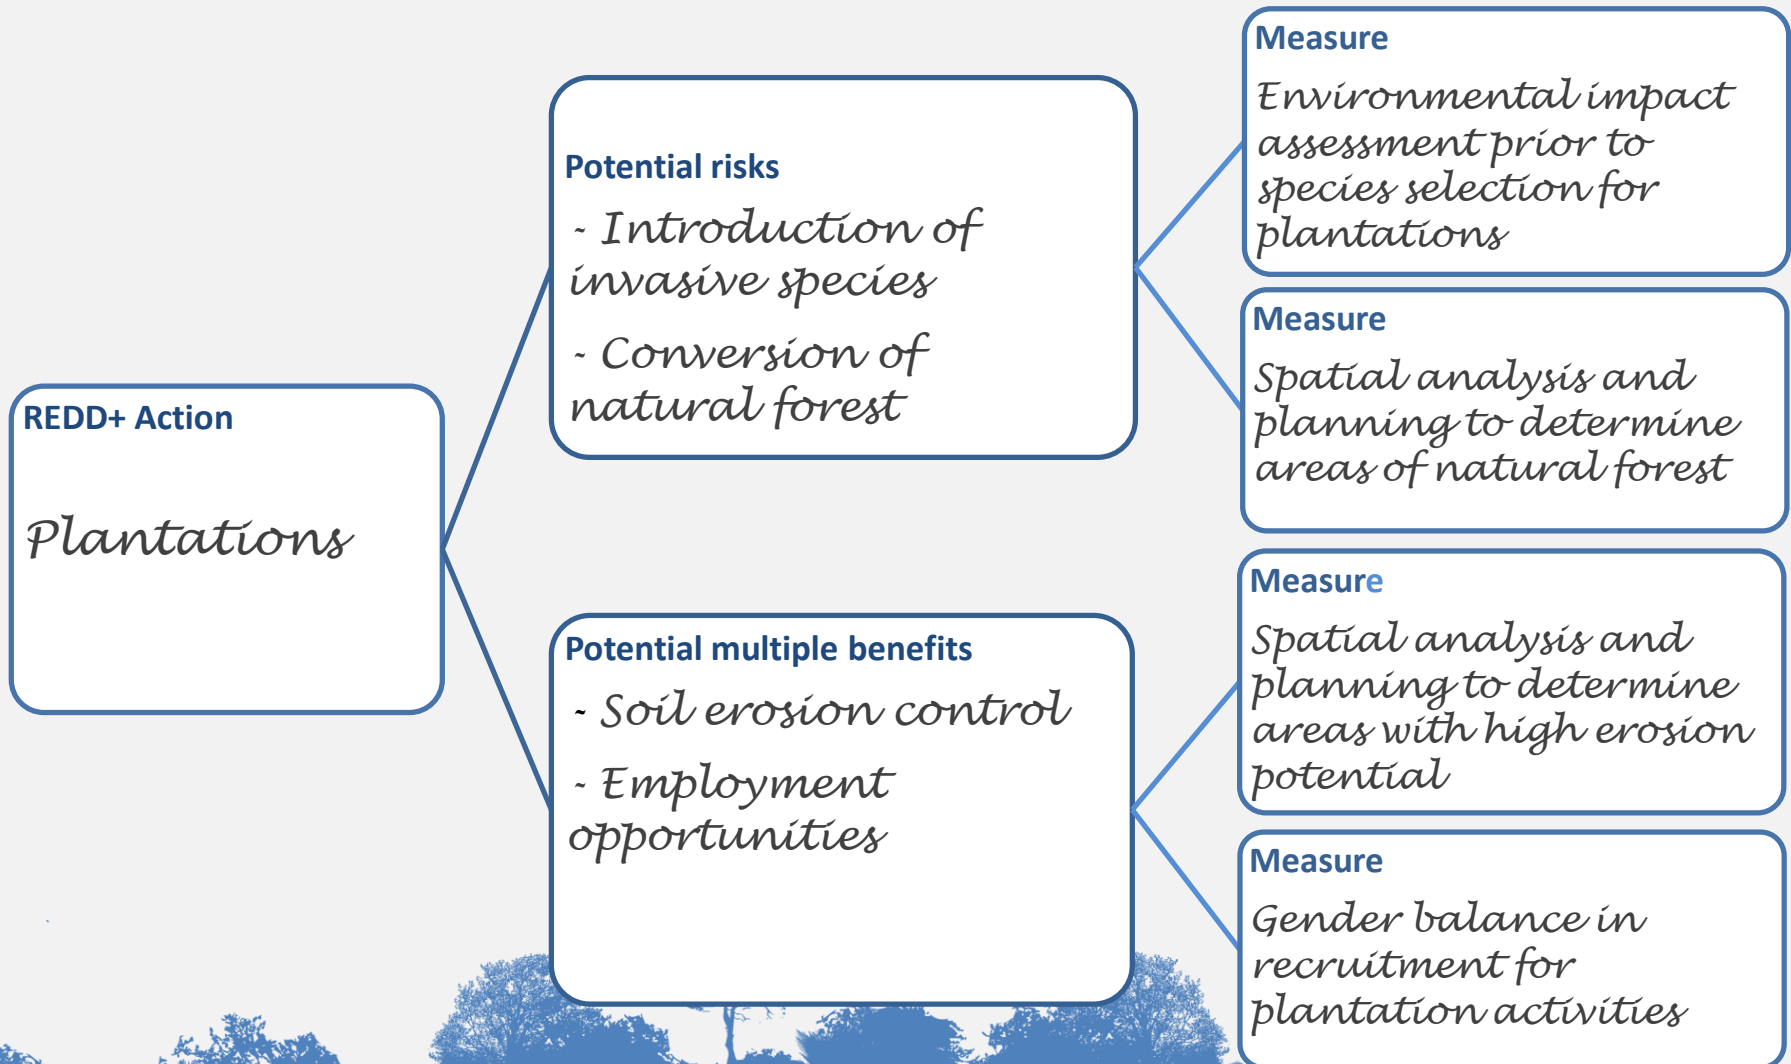 REDD+ Action
Plantations
Potential risks
- Introduction of
invasive species
- Conversion of
natural forest
Potential multiple benefits
- Soil erosion control
- Employment
opportunities
Measure
Environmental impact
assessment prior to
species selection for
plantations
Measure
Spatial analysis and
planning to determine
areas of natural forest
Measure
Spatial analysis and
planning to determine
areas with high erosion
potential
Measure
Gender balance in
recruitment for
plantation activities